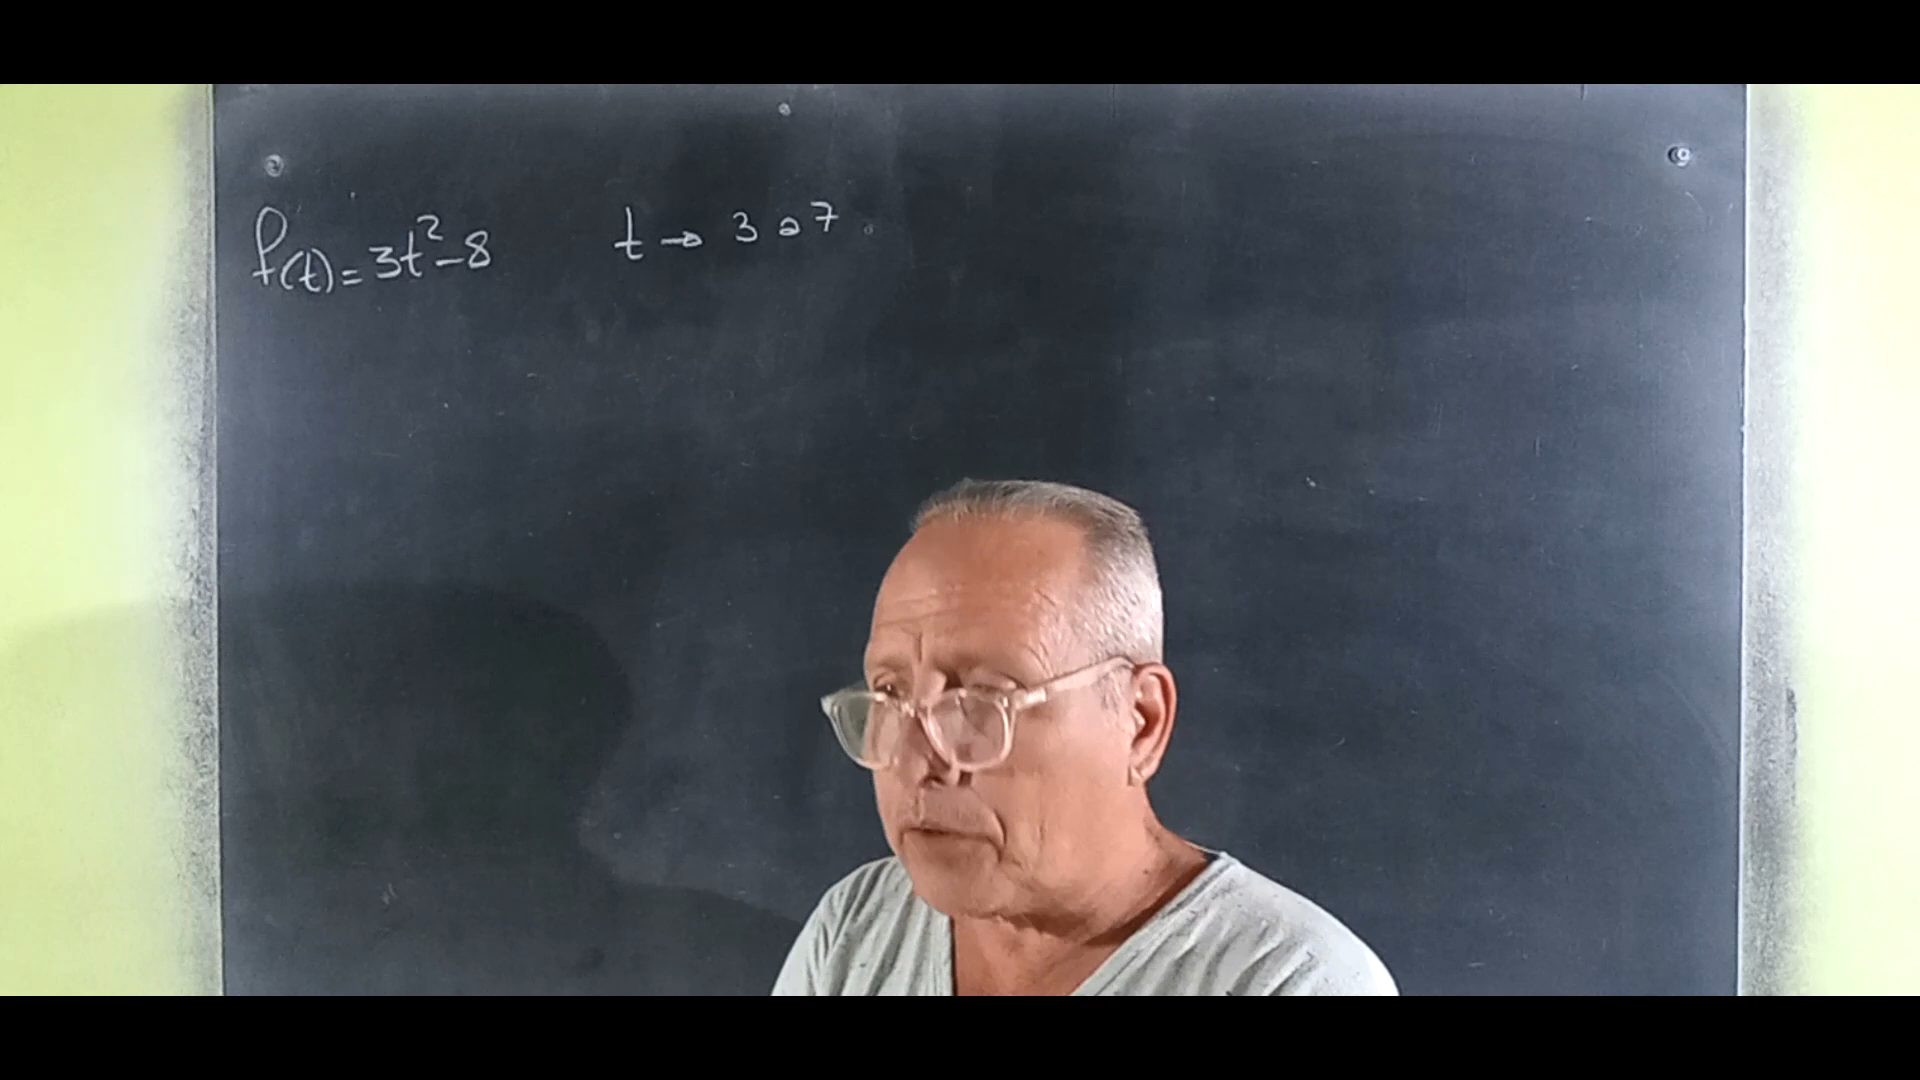 f(t) = 3t² - 8 t → 3 a 7